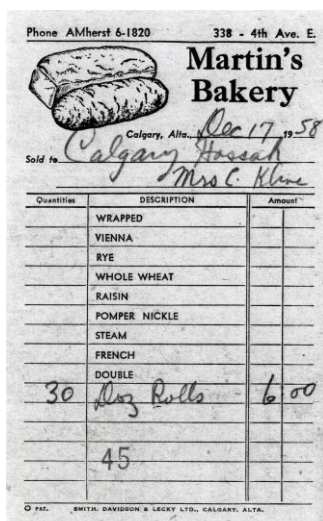 Phone AMherst 6-1820 338 - 4th Ave. E.
Martin's
Bakery
Calgary, Alta., Dec 17 1958
Sold to Calgary Hassah
Mrs C. Kline
Quantities DESCRIPTION Amount
WRAPPED
VIENNA
RYE
WHOLE WHEAT
RAISIN
POMPER NICKLE
STEAM
FRENCH
DOUBLE
30 Doz Rolls 6.00
45
PAT. SMITH, DAVIDSON & LECKY LTD., CALGARY, ALTA.